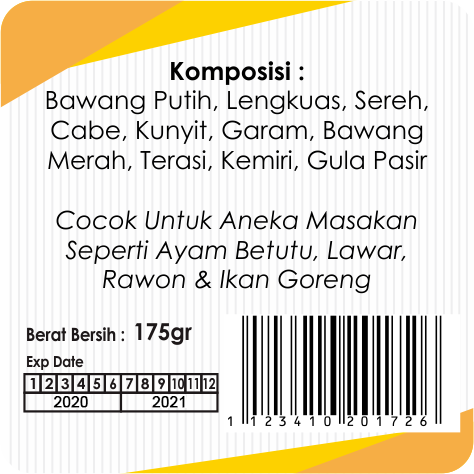 Komposisi :
Bawang Putih, Lengkuas, Sereh,
Cabe, Kunyit, Garam, Bawang
Merah, Terasi, Kemiri, Gula Pasir
Cocok Untuk Aneka Masakan
Seperti Ayam Betutu, Lawar,
Rawon & Ikan Goreng
Berat Bersih : 175gr
Exp Date
1 2 3 4 5 6 7 8 9 10 11 12
2020 2021
1 123410 201726